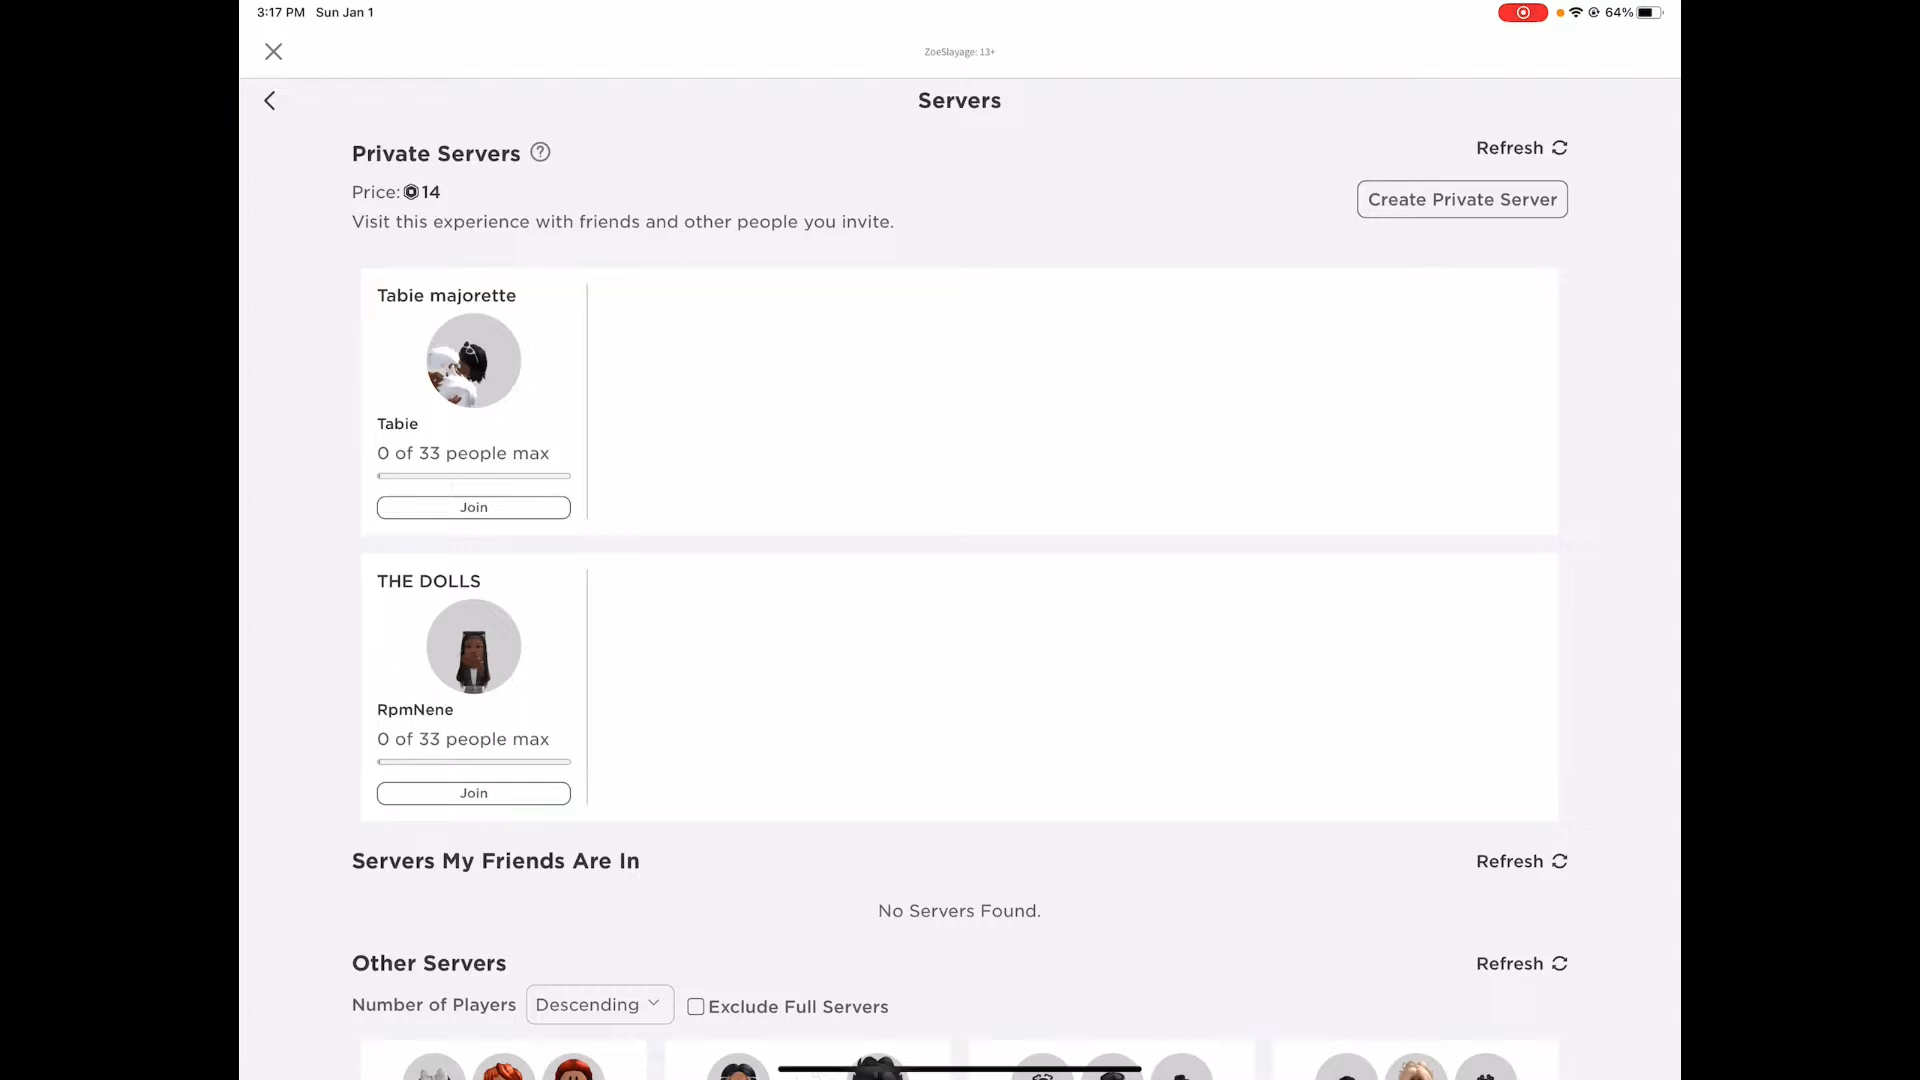 3:17 PM Sun Jan 1
64%
ZoeSlayage: 13+
Servers
Private Servers
Refresh
Price: 14
Create Private Server
Visit this experience with friends and other people you invite.
Tabie majorette
Tabie
0 of 33 people max
Join
THE DOLLS
RpmNene
0 of 33 people max
Join
Servers My Friends Are In
Refresh
No Servers Found.
Other Servers
Refresh
Number of Players
Descending
Exclude Full Servers